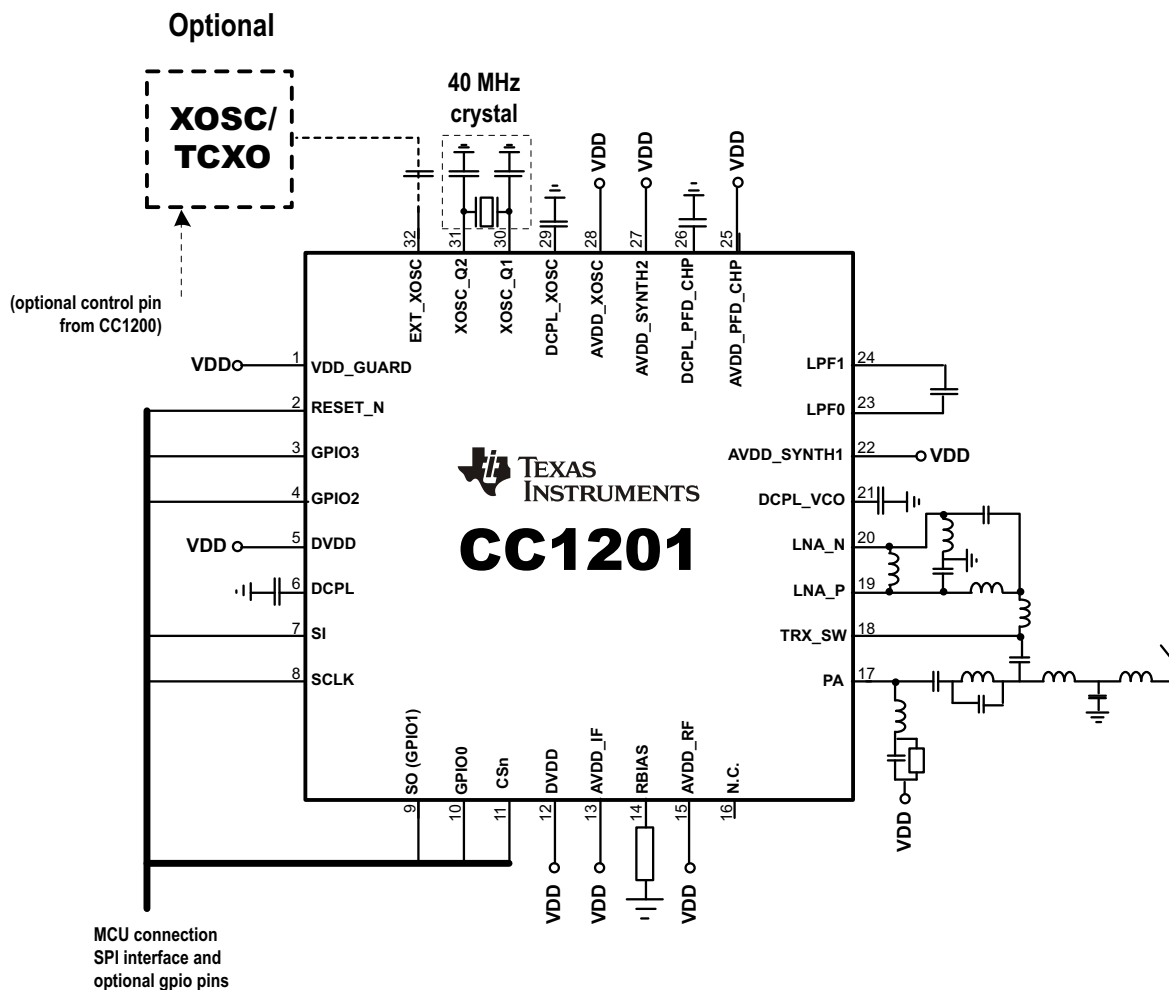 Optional
XOSC/
TCXO
40 MHz
crystal
VDD
VDD
VDD
32
31
30
29
28
27
26
25
EXT_XOSC
XOSC_Q2
XOSC_Q1
DCPL_XOSC
AVDD_XOSC
AVDD_SYNTH2
DCPL_PFD_CHP
AVDD_PFD_CHP
(optional control pin
from CC1200)
VDD 1 VDD_GUARD
2 RESET_N
3 GPIO3
4 GPIO2
VDD 5 DVDD
6 DCPL
7 SI
8 SCLK
LPF1 24
LPF0 23
AVDD_SYNTH1 22 VDD
DCPL_VCO 21
LNA_N 20
LNA_P 19
TRX_SW 18
PA 17
VDD
TEXAS
INSTRUMENTS
CC1201
SO (GPIO1)
GPIO0
CSn
DVDD
AVDD_IF
RBIAS
AVDD_RF
N.C.
9
10
11
12
13
14
15
16
VDD
VDD
VDD
MCU connection
SPI interface and
optional gpio pins